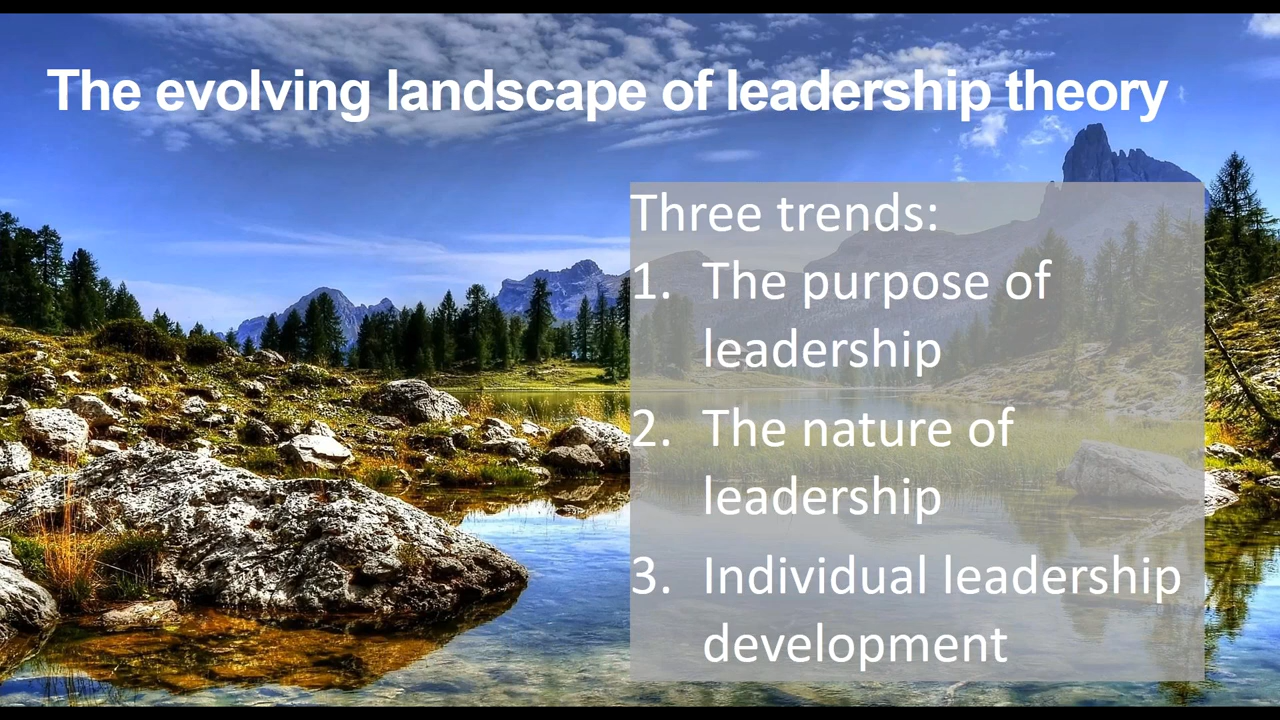 The evolving landscape of leadership theory
Three trends:
1. The purpose of
leadership
2. The nature of
leadership
3. Individual leadership
development